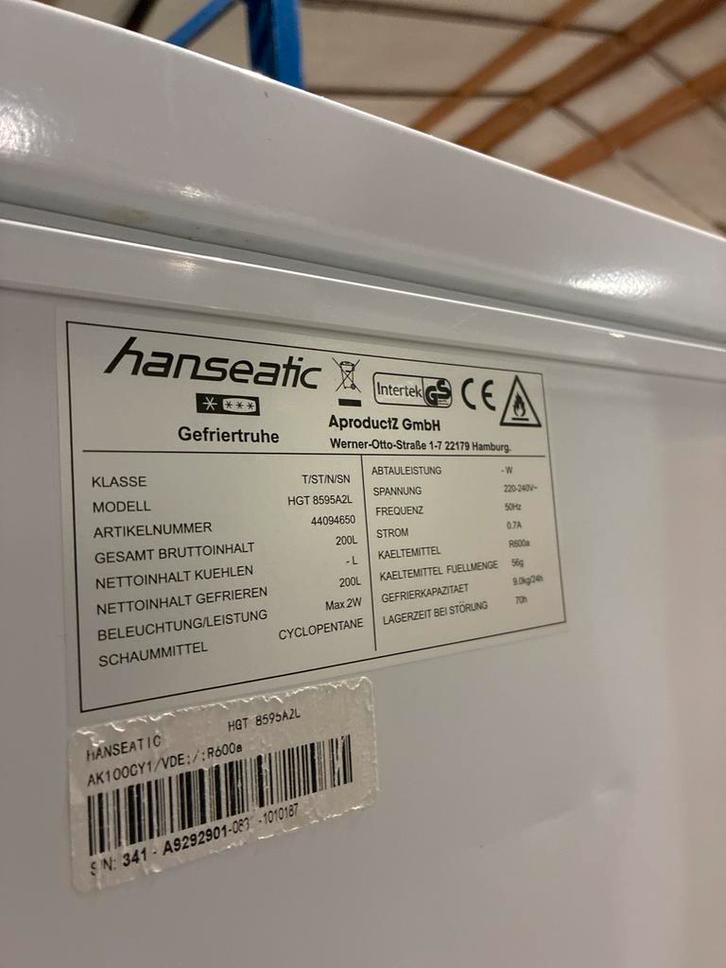 hanseatic
Intertek GS CE
Gefriertruhe
AproductZ GmbH
Werner-Otto-Straße 1-7 22179 Hamburg.
KLASSE T/ST/N/SN
MODELL HGT 8595A2L
ARTIKELNUMMER 44094650
GESAMT BRUTTOINHALT 200L
NETTOINHALT KUEHLEN - L
NETTOINHALT GEFRIEREN 200L
BELEUCHTUNG/LEISTUNG Max.2W
SCHAUMMITTEL CYCLOPENTANE
ABTAULEISTUNG - W
SPANNUNG 220-240V~
FREQUENZ 50Hz
STROM 0.7A
KAELTEMITTEL R600a
KAELTEMITTEL FUELLMENGE 56g
GEFRIERKAPAZITAET 9.0kg/24h
LAGERZEIT BEI STÖRUNG 70h
HANSEATIC HGT 8595A2L
AK100CY1/VDE:/:R600a
S/N: 341 - A9292901- -1010187